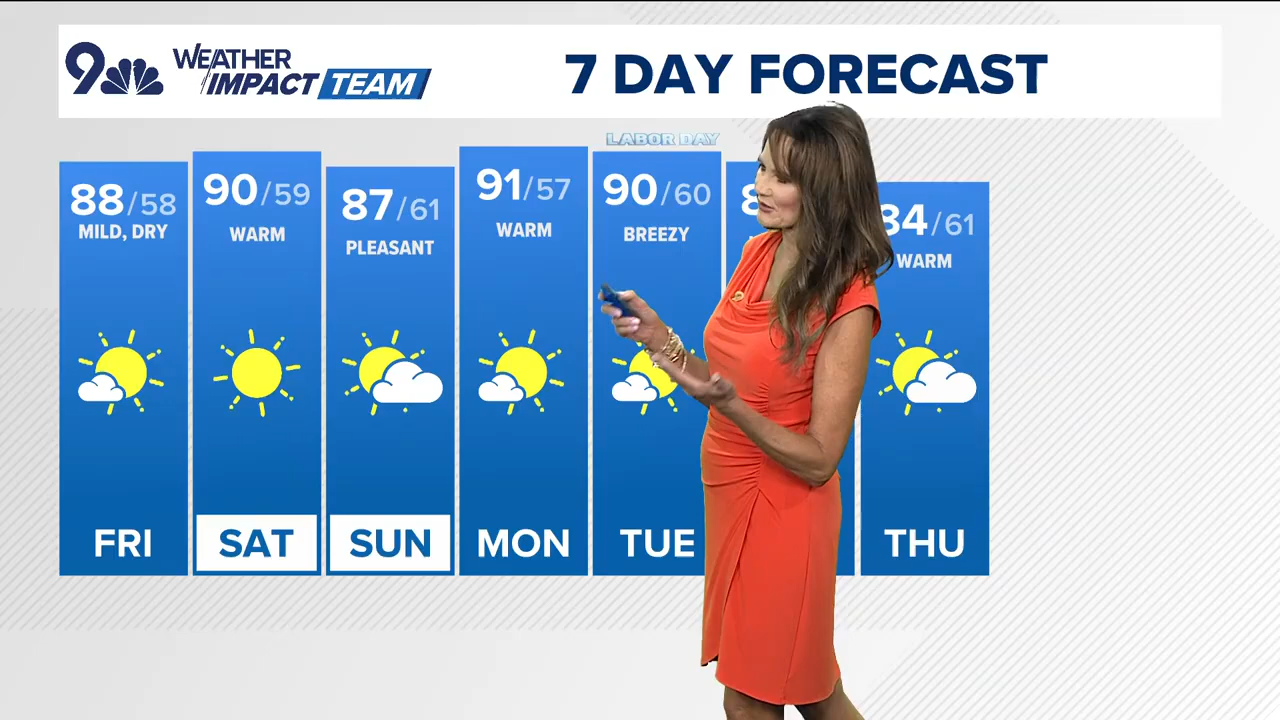 9 WEATHER IMPACT TEAM
7 DAY FORECAST
LABOR DAY
88/58
MILD, DRY
FRI
90/59
WARM
SAT
87/61
PLEASANT
SUN
91/57
WARM
MON
90/60
BREEZY
TUE
84/61
WARM
THU